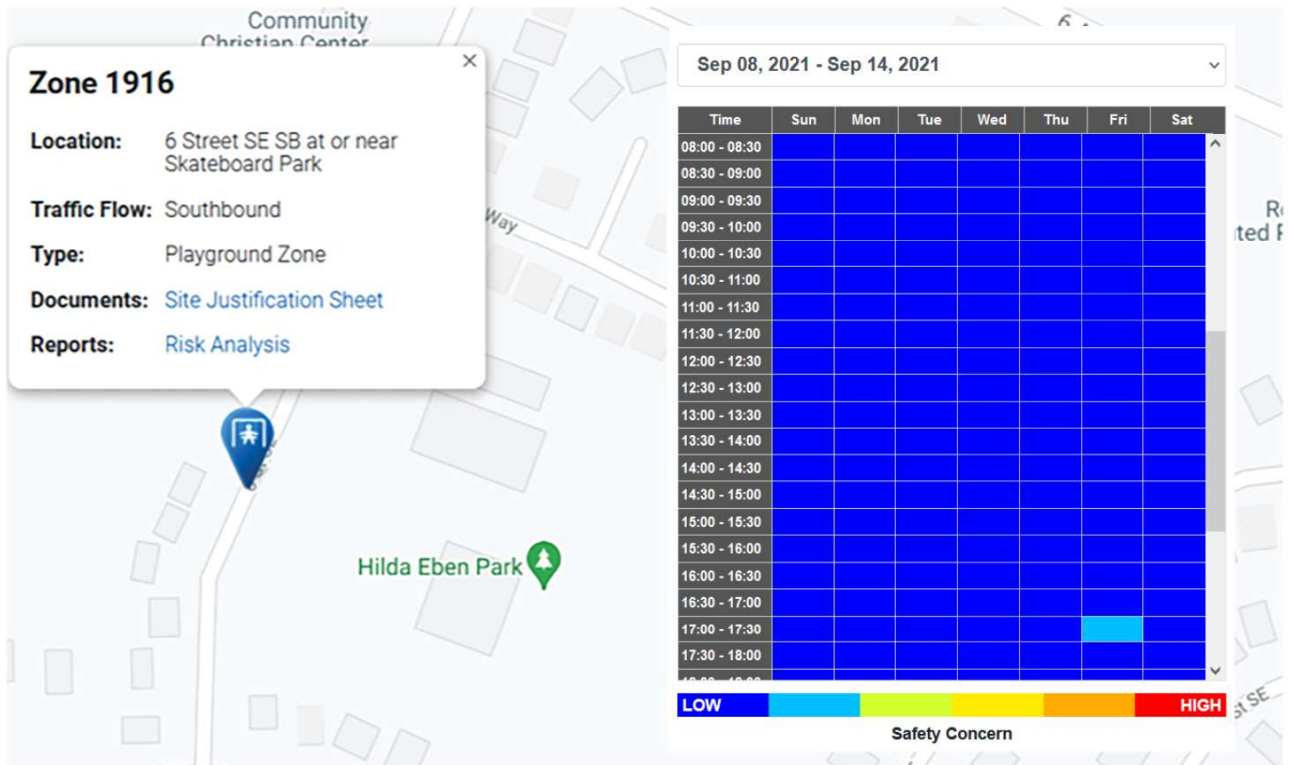 Community
Christian Center
Zone 1916
×
Location: 6 Street SE SB at or near
Skateboard Park
Traffic Flow: Southbound
Type: Playground Zone
Documents: Site Justification Sheet
Reports: Risk Analysis
Way
Hilda Eben Park
Sep 08, 2021 - Sep 14, 2021
Time Sun Mon Tue Wed Thu Fri Sat
08:00 - 08:30
08:30 - 09:00
09:00 - 09:30
09:30 - 10:00
10:00 - 10:30
10:30 - 11:00
11:00 - 11:30
11:30 - 12:00
12:00 - 12:30
12:30 - 13:00
13:00 - 13:30
13:30 - 14:00
14:00 - 14:30
14:30 - 15:00
15:00 - 15:30
15:30 - 16:00
16:00 - 16:30
16:30 - 17:00
17:00 - 17:30
17:30 - 18:00
LOW HIGH
Safety Concern
St SE